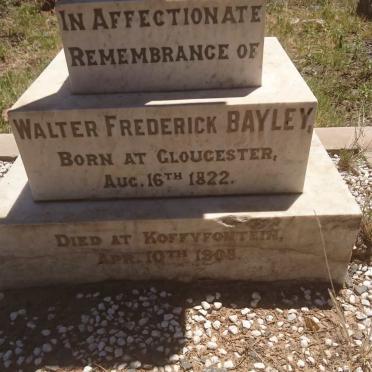 In Affectionate
Remembrance of
Walter Frederick BAYLEY,
Born at Gloucester,
Aug. 16th 1822.
Died at Koffyfontein,
Apr. 10th 1903.